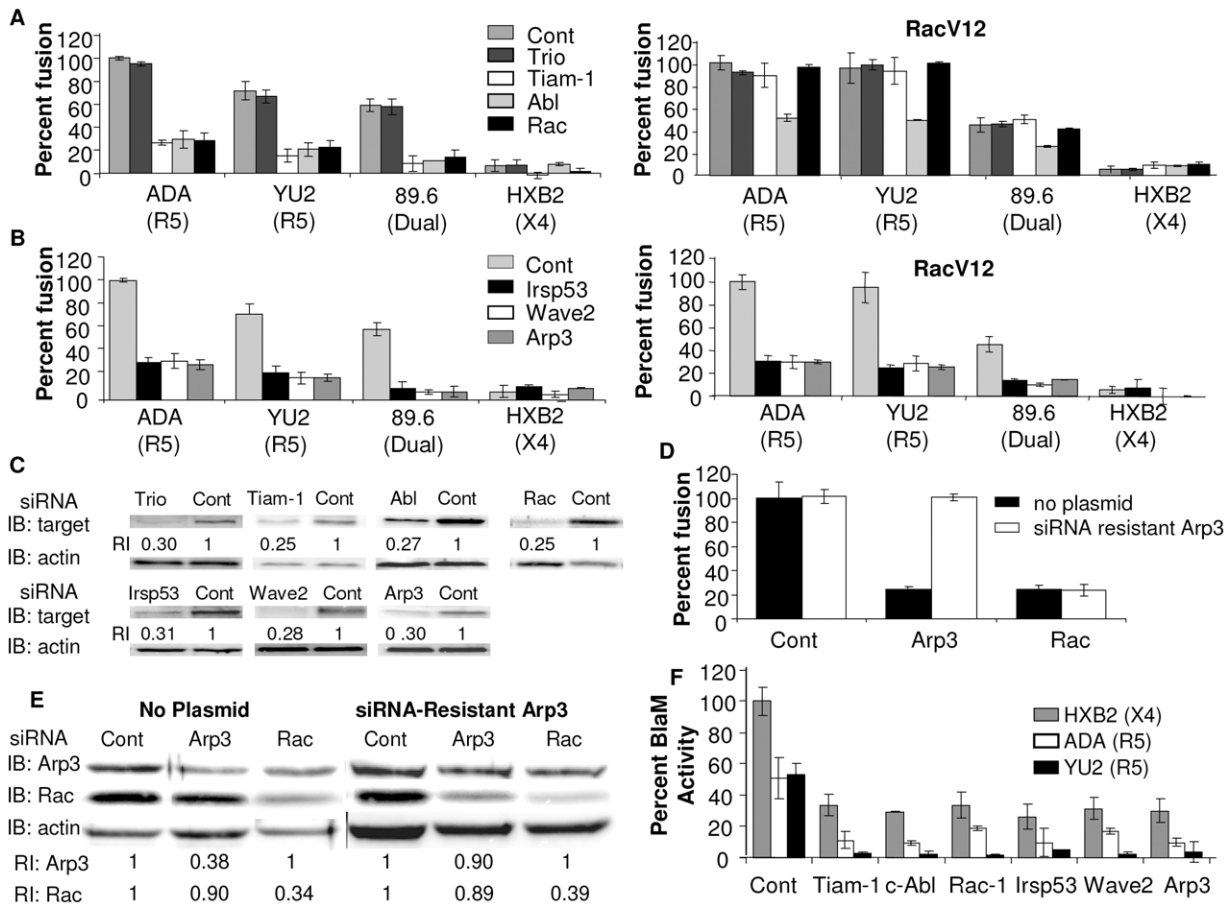 A
Percent fusion
120
100
80
60
40
20
0
Cont
Trio
Tiam-1
Abl
Rac
ADA YU2 89.6 HXB2
(R5) (R5) (Dual) (X4)
RacV12
Percent fusion
120
100
80
60
40
20
0
ADA YU2 89.6 HXB2
(R5) (R5) (Dual) (X4)
B
Percent fusion
120
100
80
60
40
20
0
Cont
Irsp53
Wave2
Arp3
ADA YU2 89.6 HXB2
(R5) (R5) (Dual) (X4)
RacV12
Percent fusion
120
100
80
60
40
20
0
ADA YU2 89.6 HXB2
(R5) (R5) (Dual) (X4)
C
siRNA Trio Cont Tiam-1 Cont Abl Cont Rac Cont
IB: target
RI 0.30 1 0.25 1 0.27 1 0.25 1
IB: actin
siRNA Irsp53 Cont Wave2 Cont Arp3 Cont
IB: target
RI 0.31 1 0.28 1 0.30 1
IB: actin
D
Percent fusion
120
100
80
60
40
20
0
no plasmid
siRNA resistant Arp3
Cont Arp3 Rac
E
No Plasmid siRNA-Resistant Arp3
siRNA Cont Arp3 Rac Cont Arp3 Rac
IB: Arp3
IB: Rac
IB: actin
RI: Arp3 1 0.38 1 1 0.90 1
RI: Rac 1 0.90 0.34 1 0.89 0.39
F
Percent BlaM
Activity
120
100
80
60
40
20
0
HXB2 (X4)
ADA (R5)
YU2 (R5)
Cont Tiam-1 c-Abl Rac-1 Irsp53 Wave2 Arp3